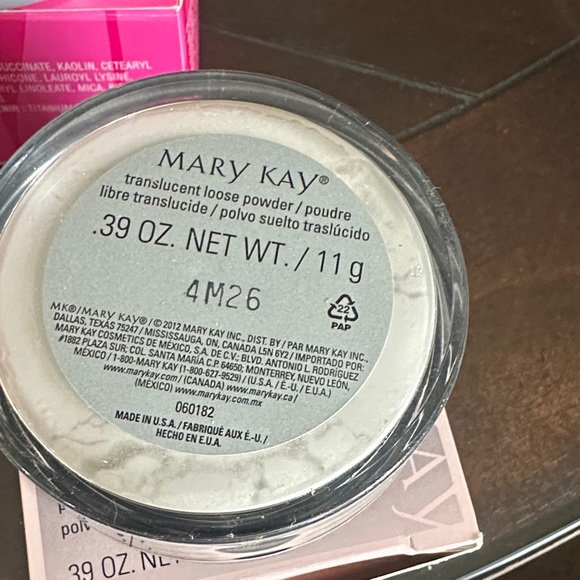 SUCCINATE, KAOLIN, CETEARYL
LAUROYL LYSINE,
LINOLEATE, MICA,
MARY KAY®
translucent loose powder / poudre
libre translucide / polvo suelto traslúcido
.39 OZ. NET WT. / 11 g
4M26
22
PAP
MK®/MARY KAY®/©2012 MARY KAY INC., DIST. BY / PAR MARY KAY INC.,
DALLAS, TEXAS 75247 / MISSISSAUGA, ON, CANADA L5N 6Y2 / IMPORTADO POR:
MARY KAY COSMETICS DE MÉXICO, S.A. DE C.V.; BLVD. ANTONIO L. RODRÍGUEZ
#1882 PLAZA SUR, COL. SANTA MARÍA C.P. 64650; MONTERREY, NUEVO LEÓN,
MÉXICO / 1-800-MARY KAY (1-800-627-9529) / (U.S.A. / É.-U. / E.U.A.)
www.marykay.com / (CANADA) www.marykay.ca /
(MÉXICO) www.marykay.com.mx
060182
MADE IN U.S.A. / FABRIQUÉ AUX É.-U. /
HECHO EN E.U.A.
AY
.39 OZ.